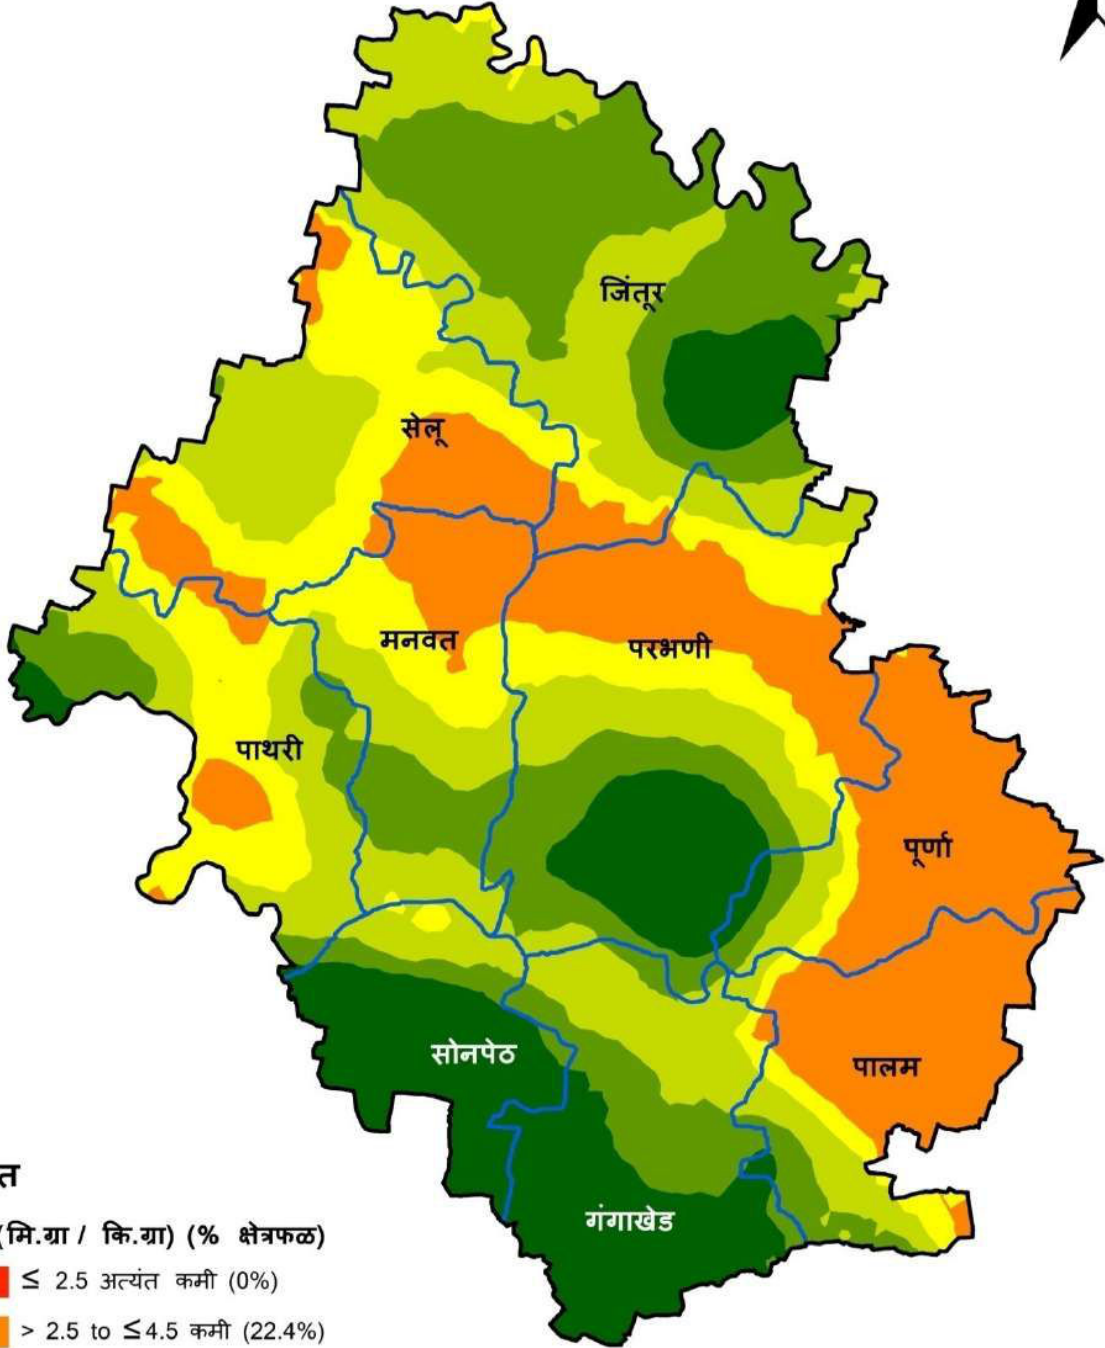 जिंतूर
सेलू
मनवत
परभणी
पाथरी
पूर्णा
सोनपेठ
पालम
गंगाखेड
त
(मि.ग्रा / कि.ग्रा) (% क्षेत्रफळ)
≤ 2.5 अत्यंत कमी (0%)
> 2.5 to ≤4.5 कमी (22.4%)